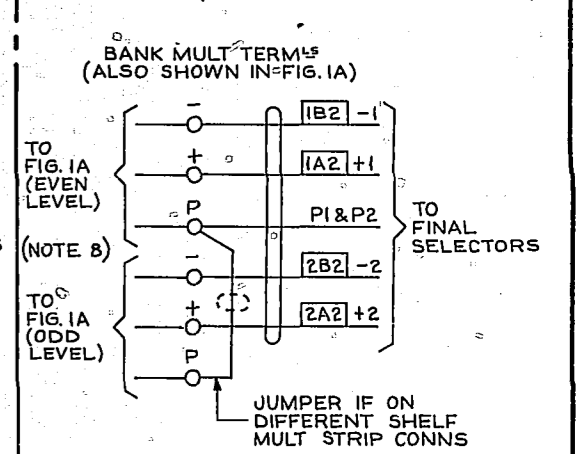 BANK MULT TERMLS
(ALSO SHOWN IN FIG. 1A)
TO
FIG. 1A
(EVEN
LEVEL)
(NOTE 8)
TO
FIG. 1A
(ODD
LEVEL)
−
+
P
−
+
P
1B2 −1
1A2 +1
P1 & P2
2B2 −2
2A2 +2
TO
FINAL
SELECTORS
JUMPER IF ON
DIFFERENT SHELF
MULT STRIP CONNS